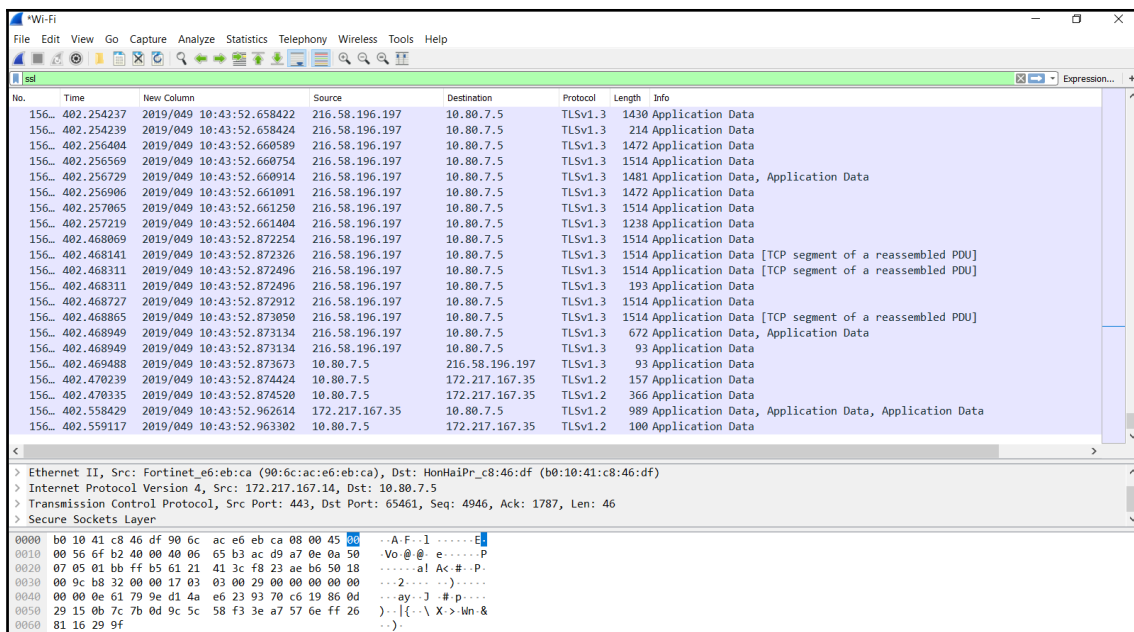 *Wi-Fi
File Edit View Go Capture Analyze Statistics Telephony Wireless Tools Help
ssl Expression... +
No. Time New Column Source Destination Protocol Length Info
156… 402.254237 2019/049 10:43:52.658422 216.58.196.197 10.80.7.5 TLSv1.3 1430 Application Data
156… 402.254239 2019/049 10:43:52.658424 216.58.196.197 10.80.7.5 TLSv1.3 214 Application Data
156… 402.256404 2019/049 10:43:52.660589 216.58.196.197 10.80.7.5 TLSv1.3 1472 Application Data
156… 402.256569 2019/049 10:43:52.660754 216.58.196.197 10.80.7.5 TLSv1.3 1514 Application Data
156… 402.256729 2019/049 10:43:52.660914 216.58.196.197 10.80.7.5 TLSv1.3 1481 Application Data, Application Data
156… 402.256906 2019/049 10:43:52.661091 216.58.196.197 10.80.7.5 TLSv1.3 1472 Application Data
156… 402.257065 2019/049 10:43:52.661250 216.58.196.197 10.80.7.5 TLSv1.3 1514 Application Data
156… 402.257219 2019/049 10:43:52.661404 216.58.196.197 10.80.7.5 TLSv1.3 1238 Application Data
156… 402.468069 2019/049 10:43:52.872254 216.58.196.197 10.80.7.5 TLSv1.3 1514 Application Data
156… 402.468141 2019/049 10:43:52.872326 216.58.196.197 10.80.7.5 TLSv1.3 1514 Application Data [TCP segment of a reassembled PDU]
156… 402.468311 2019/049 10:43:52.872496 216.58.196.197 10.80.7.5 TLSv1.3 1514 Application Data [TCP segment of a reassembled PDU]
156… 402.468311 2019/049 10:43:52.872496 216.58.196.197 10.80.7.5 TLSv1.3 193 Application Data
156… 402.468727 2019/049 10:43:52.872912 216.58.196.197 10.80.7.5 TLSv1.3 1514 Application Data
156… 402.468865 2019/049 10:43:52.873050 216.58.196.197 10.80.7.5 TLSv1.3 1514 Application Data [TCP segment of a reassembled PDU]
156… 402.468949 2019/049 10:43:52.873134 216.58.196.197 10.80.7.5 TLSv1.3 672 Application Data, Application Data
156… 402.468949 2019/049 10:43:52.873134 216.58.196.197 10.80.7.5 TLSv1.3 93 Application Data
156… 402.469488 2019/049 10:43:52.873673 10.80.7.5 216.58.196.197 TLSv1.3 93 Application Data
156… 402.470239 2019/049 10:43:52.874424 10.80.7.5 172.217.167.35 TLSv1.2 157 Application Data
156… 402.470335 2019/049 10:43:52.874520 10.80.7.5 172.217.167.35 TLSv1.2 366 Application Data
156… 402.558429 2019/049 10:43:52.962614 172.217.167.35 10.80.7.5 TLSv1.2 989 Application Data, Application Data, Application Data
156… 402.559117 2019/049 10:43:52.963302 10.80.7.5 172.217.167.35 TLSv1.2 100 Application Data
> Ethernet II, Src: Fortinet_e6:eb:ca (90:6c:ac:e6:eb:ca), Dst: HonHaiPr_c8:46:df (b0:10:41:c8:46:df)
> Internet Protocol Version 4, Src: 172.217.167.14, Dst: 10.80.7.5
> Transmission Control Protocol, Src Port: 443, Dst Port: 65461, Seq: 4946, Ack: 1787, Len: 46
> Secure Sockets Layer
0000 b0 10 41 c8 46 df 90 6c ac e6 eb ca 08 00 45 00 ··A·F··l ······E·
0010 00 56 6f b2 40 00 40 06 65 b3 ac d9 a7 0e 0a 50 ·Vo·@·@· e······P
0020 07 05 01 bb ff b5 61 21 41 3c f8 23 ae b6 50 18 ······a! A<·#··P·
0030 00 9c b8 32 00 00 17 03 03 00 29 00 00 00 00 00 ···2···· ··)·····
0040 00 00 0e 61 79 9e d1 4a e6 23 93 70 c6 19 86 0d ···ay··J ·#·p····
0050 29 15 0b 7c 7b 0d 9c 5c 58 f3 3e a7 57 6e ff 26 )··|{··\ X·>·Wn·&
0060 81 16 29 9f ··)·